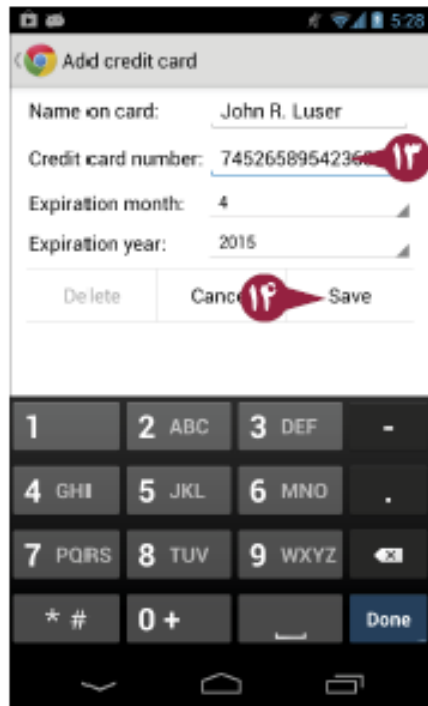 5:28
Add credit card
Name on card: John R. Luser
Credit card number: 745265895423 ۱۳
Expiration month: 4
Expiration year: 2015
Delete Cance ۱۴ Save
1 2 ABC 3 DEF -
4 GHI 5 JKL 6 MNO .
7 PQRS 8 TUV 9 WXYZ
* # 0 +
Done